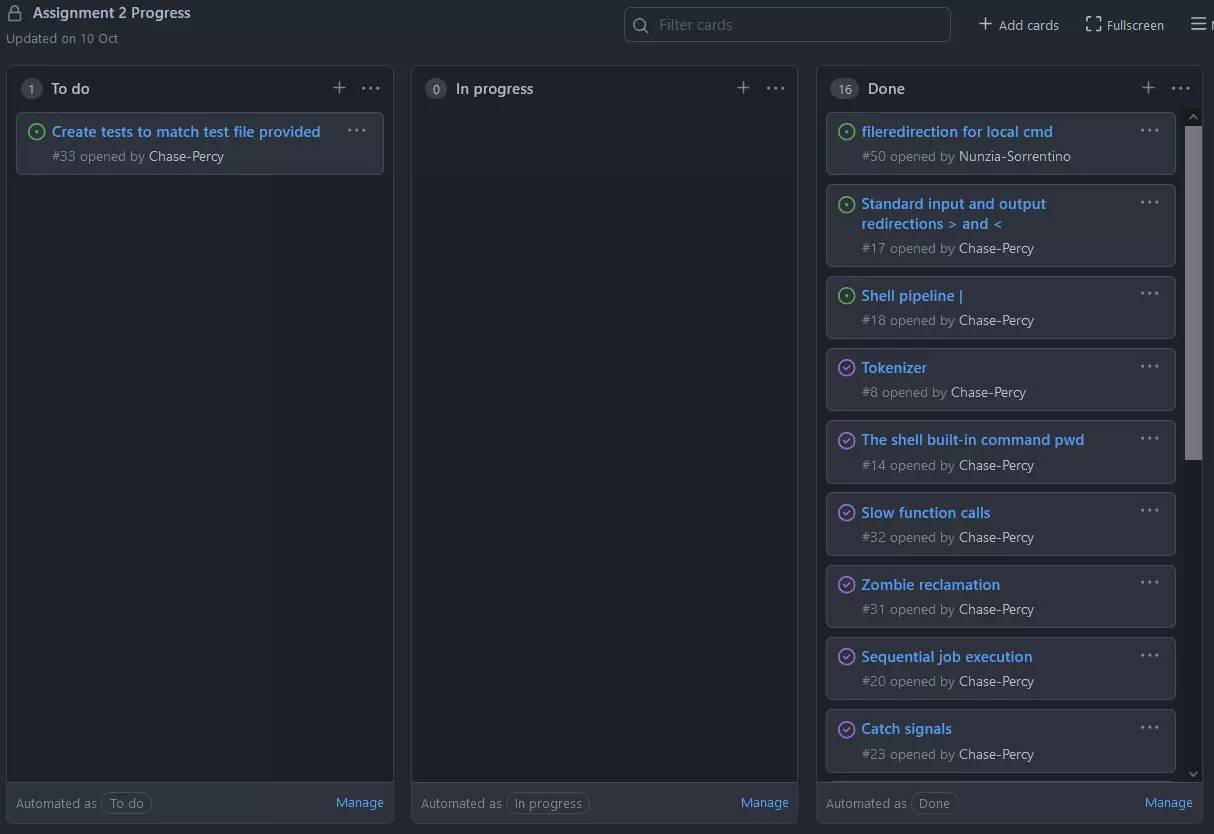 Assignment 2 Progress
Updated on 10 Oct
Filter cards
Add cards
Fullscreen
1 To do
Create tests to match test file provided
#33 opened by Chase-Percy
Automated as To do
Manage
0 In progress
Automated as In progress
Manage
16 Done
fileredirection for local cmd
#50 opened by Nunzia-Sorrentino
Standard input and output
redirections > and <
#17 opened by Chase-Percy
Shell pipeline |
#18 opened by Chase-Percy
Tokenizer
#8 opened by Chase-Percy
The shell built-in command pwd
#14 opened by Chase-Percy
Slow function calls
#32 opened by Chase-Percy
Zombie reclamation
#31 opened by Chase-Percy
Sequential job execution
#20 opened by Chase-Percy
Catch signals
#23 opened by Chase-Percy
Automated as Done
Manage